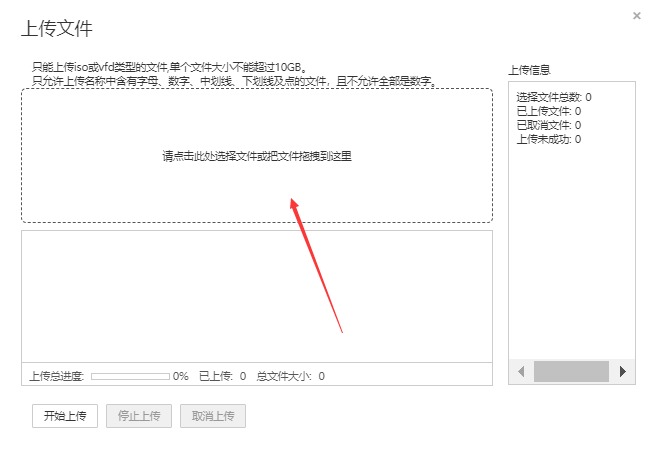 上传文件
只能上传iso或vfd类型的文件,单个文件大小不能超过10GB。
只允许上传名称中含有字母、数字、中划线、下划线及点的文件，且不允许全部是数字。
请点击此处选择文件或把文件拖拽到这里
上传总进度: 0% 已上传: 0 总文件大小: 0
开始上传 停止上传 取消上传
上传信息
选择文件总数: 0
已上传文件: 0
已取消文件: 0
上传未成功: 0